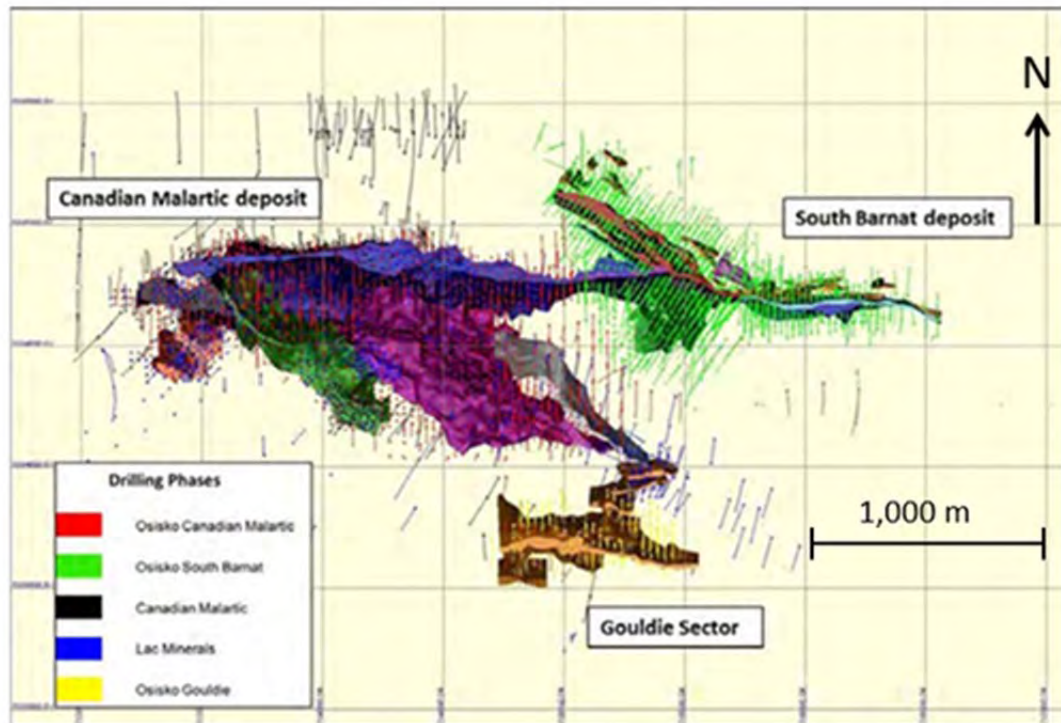 N
Canadian Malartic deposit
South Barnat deposit
Drilling Phases
Osisko Canadian Malartic
Osisko South Barnat
Canadian Malartic
Lac Minerals
Osisko Gouldie
1,000 m
Gouldie Sector